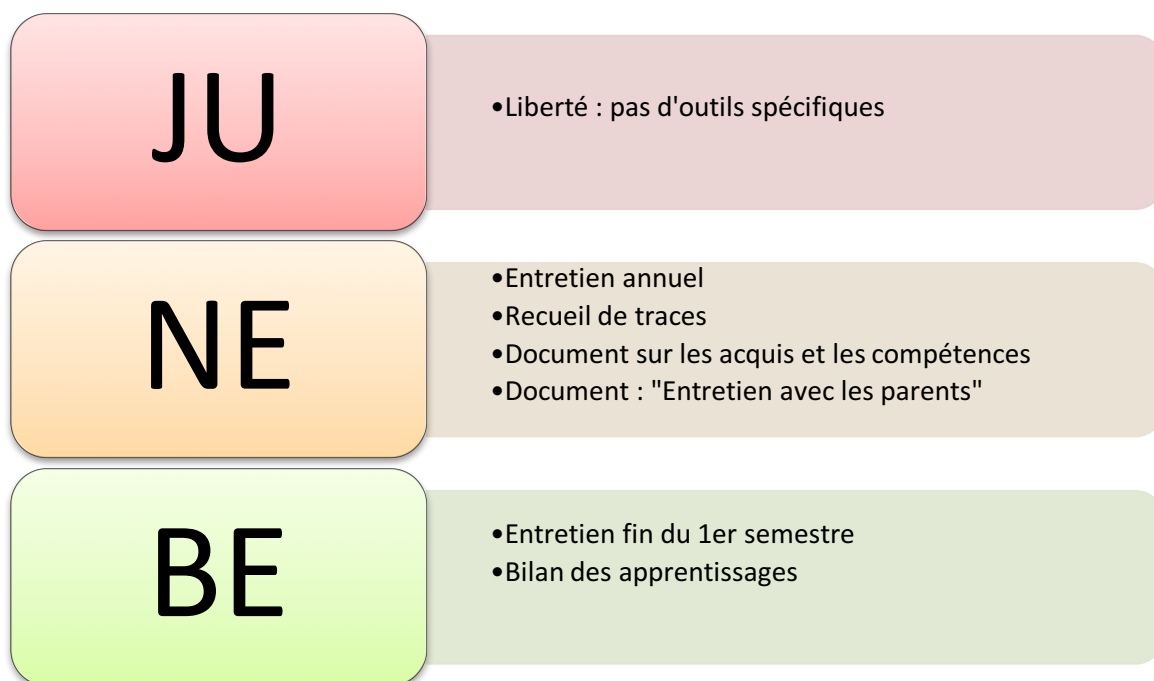 JU
•Liberté : pas d'outils spécifiques
NE
•Entretien annuel
•Recueil de traces
•Document sur les acquis et les compétences
•Document : "Entretien avec les parents"
BE
•Entretien fin du 1er semestre
•Bilan des apprentissages